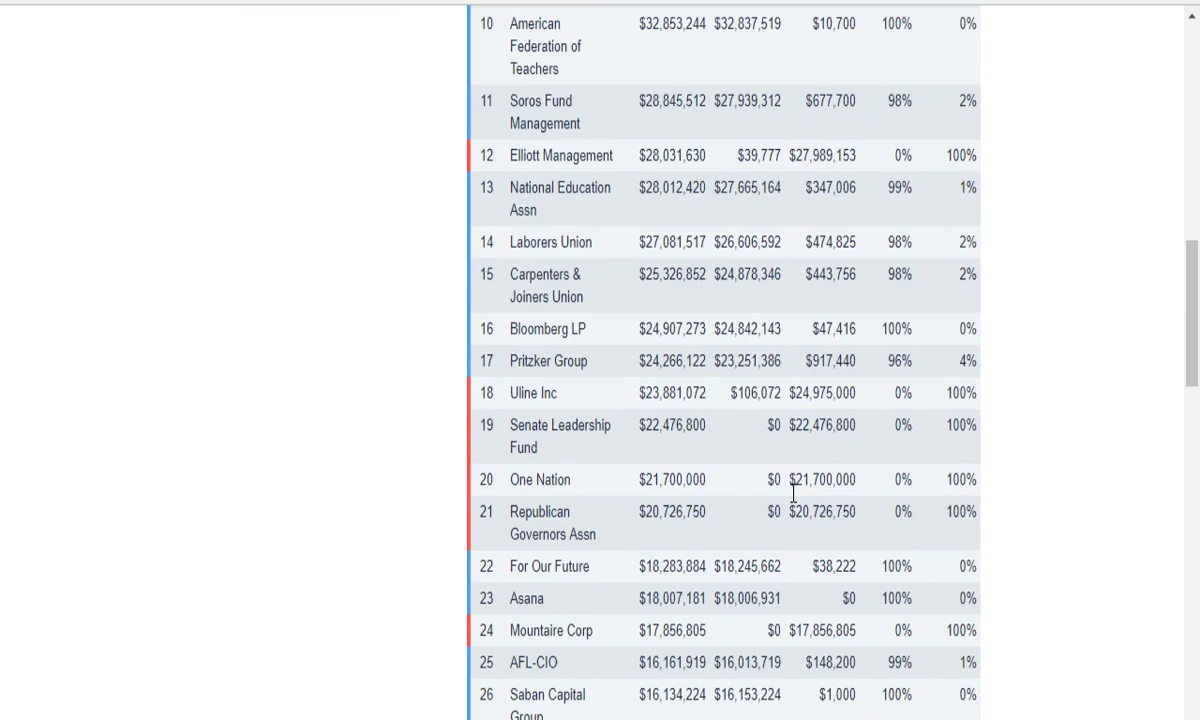 10 American $32,853,244 $32,837,519 $10,700 100% 0%
Federation of
Teachers
11 Soros Fund $28,845,512 $27,939,312 $677,700 98% 2%
Management
12 Elliott Management $28,031,630 $39,777 $27,989,153 0% 100%
13 National Education $28,012,420 $27,665,164 $347,006 99% 1%
Assn
14 Laborers Union $27,081,517 $26,606,592 $474,825 98% 2%
15 Carpenters & $25,326,852 $24,878,346 $443,756 98% 2%
Joiners Union
16 Bloomberg LP $24,907,273 $24,842,143 $47,416 100% 0%
17 Pritzker Group $24,266,122 $23,251,386 $917,440 96% 4%
18 Uline Inc $23,881,072 $106,072 $24,975,000 0% 100%
19 Senate Leadership $22,476,800 $0 $22,476,800 0% 100%
Fund
20 One Nation $21,700,000 $0 $21,700,000 0% 100%
21 Republican $20,726,750 $0 $20,726,750 0% 100%
Governors Assn
22 For Our Future $18,283,884 $18,245,662 $38,222 100% 0%
23 Asana $18,007,181 $18,006,931 $0 100% 0%
24 Mountaire Corp $17,856,805 $0 $17,856,805 0% 100%
25 AFL-CIO $16,161,919 $16,013,719 $148,200 99% 1%
26 Saban Capital $16,134,224 $16,153,224 $1,000 100% 0%
Group